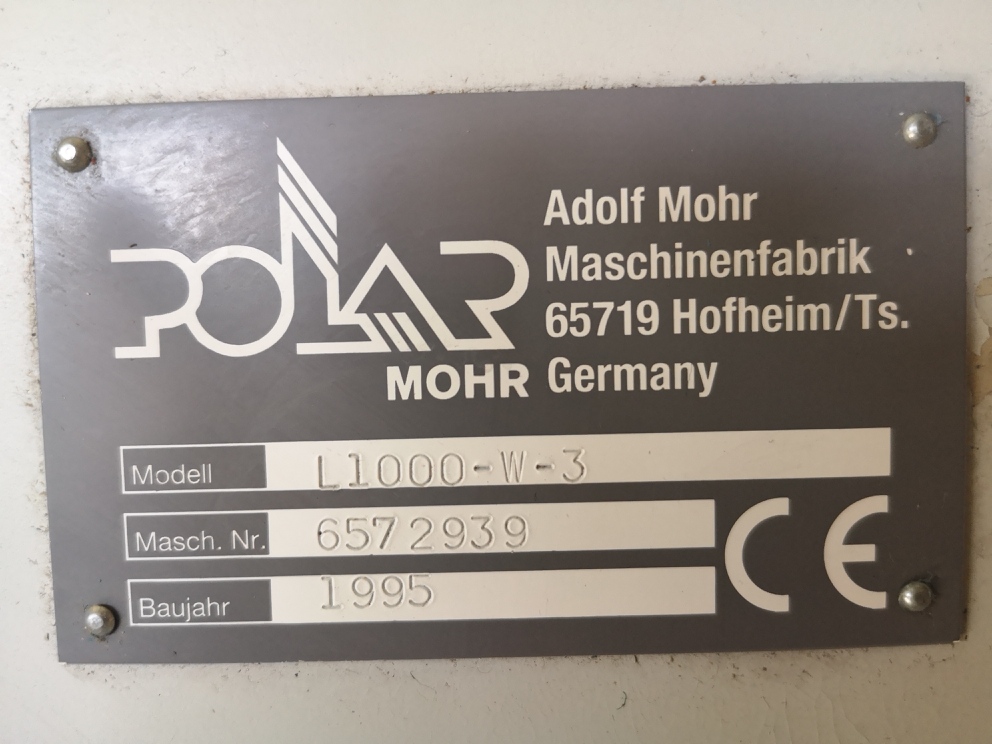 POLAR
MOHR
Adolf Mohr
Maschinenfabrik
65719 Hofheim/Ts.
Germany
Modell L1000-W-3
Masch. Nr. 6572939
Baujahr 1995
CE